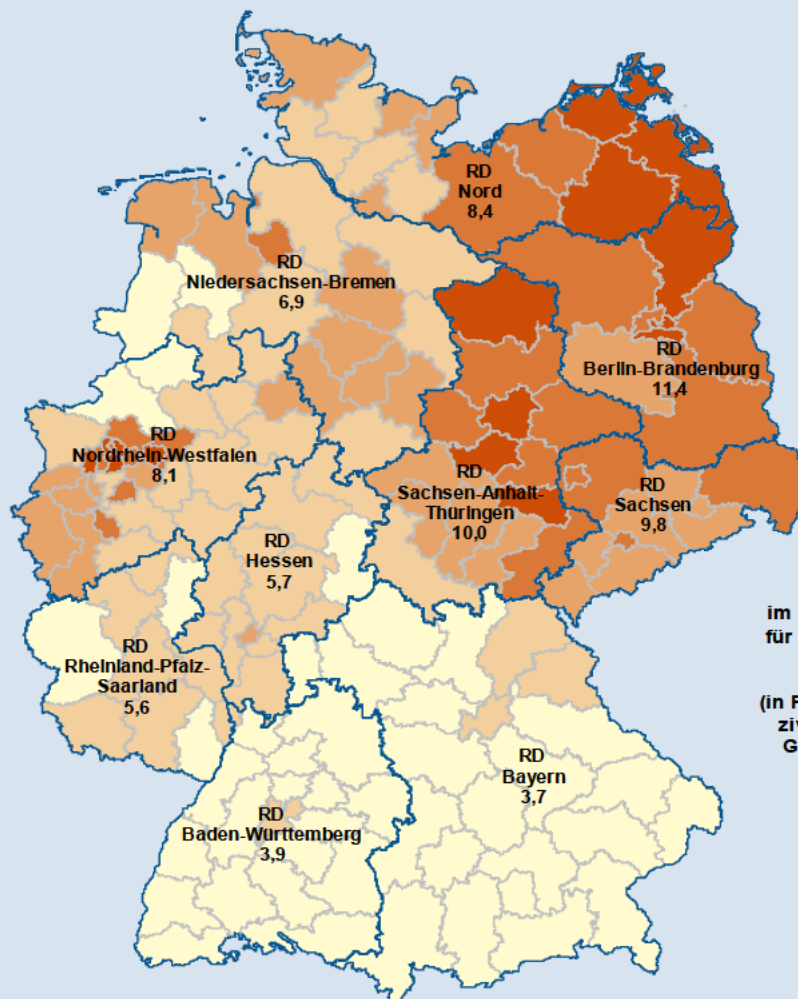 RD
Nord
8,4
RD
Niedersachsen-Bremen
6,9
RD
Berlin-Brandenburg
11,4
RD
Nordrhein-Westfalen
8,1
RD
Sachsen-Anhalt-
Thüringen
10,0
RD
Sachsen
9,8
RD
Hessen
5,7
im
für
RD
Rheinland-Pfalz-
Saarland
5,6
(in F
ziv
G
RD
Bayern
3,7
RD
Baden-Württemberg
3,9